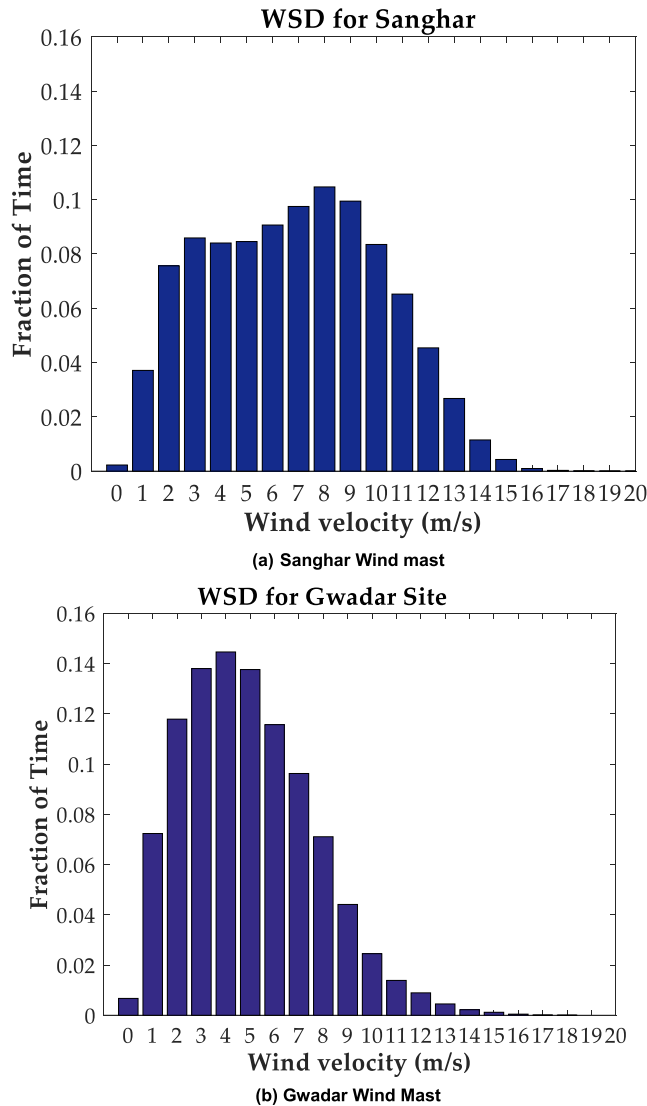 WSD for Sanghar
0.16
0.14
0.12
0.1
0.08
0.06
0.04
0.02
0
Fraction of Time
0 1 2 3 4 5 6 7 8 9 10 11 12 13 14 15 16 17 18 19 20
Wind velocity (m/s)
(a) Sanghar Wind mast
WSD for Gwadar Site
0.16
0.14
0.12
0.1
0.08
0.06
0.04
0.02
0
Fraction of Time
0 1 2 3 4 5 6 7 8 9 10 11 12 13 14 15 16 17 18 19 20
Wind velocity (m/s)
(b) Gwadar Wind Mast